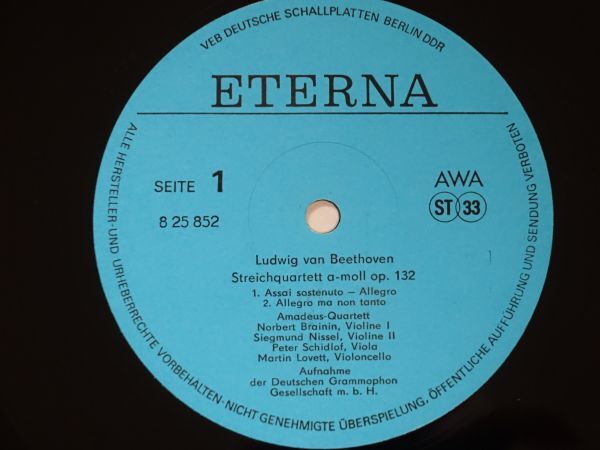 VEB DEUTSCHE SCHALLPLATTEN BERLIN DDR
ETERNA
SEITE 1
8 25 852
AWA
ST 33
Ludwig van Beethoven
Streichquartett a-moll op. 132
1. Assai sostenuto — Allegro
2. Allegro ma non tanto
Amadeus-Quartett
Norbert Brainin, Violine I
Siegmund Nissel, Violine II
Peter Schidlof, Viola
Martin Lovett, Violoncello
Aufnahme
der Deutschen Grammophon
Gesellschaft m. b. H.
ALLE HERSTELLER- UND URHEBERRECHTE VORBEHALTEN · NICHT GENEHMIGTE ÜBERSPIELUNG, ÖFFENTLICHE AUFFÜHRUNG UND SENDUNG VERBOTEN